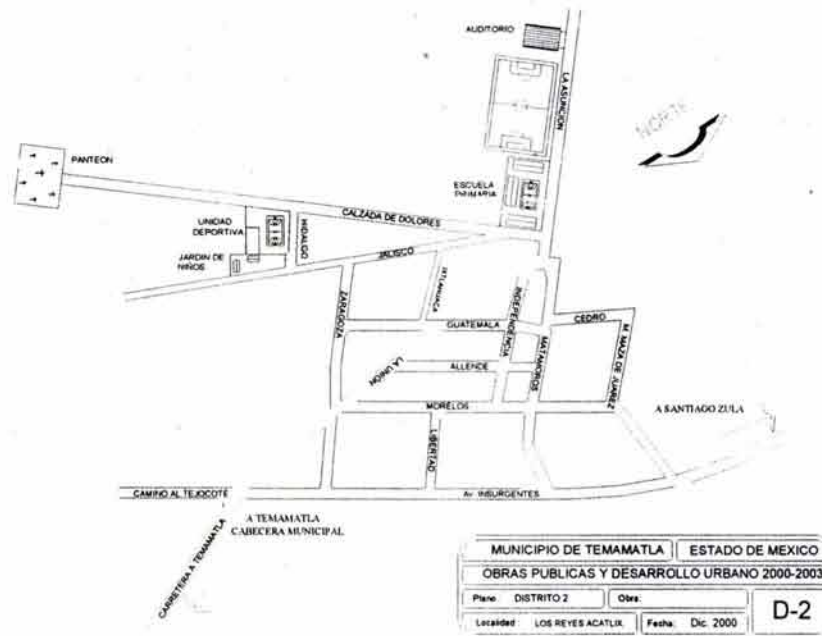 AUDITORIO
LA ASUNCION
NORTE
PANTEON
ESCUELA
PRIMARIA
CALZADA DE DOLORES
UNIDAD
DEPORTIVA
HIDALGO
JARDIN DE
NIÑOS
JALISCO
IXTLAHUACA
ZARAGOZA
INDEPENDENCIA
GUATEMALA
CEDRO
M. MAZA DE JUAREZ
MATAMOROS
LA UNION
ALLENDE
MORELOS
A SANTIAGO ZULA
LIBERTAD
CAMINO AL TEJOCOTE
Av. INSURGENTES
A TEMAMATLA
CABECERA MUNICIPAL
CARRETERA A TEMAMATLA
MUNICIPIO DE TEMAMATLA ESTADO DE MEXICO
OBRAS PUBLICAS Y DESARROLLO URBANO 2000-2003
Plano: DISTRITO 2 Obra: D-2
Localidad: LOS REYES ACATLIX. Fecha: Dic. 2000